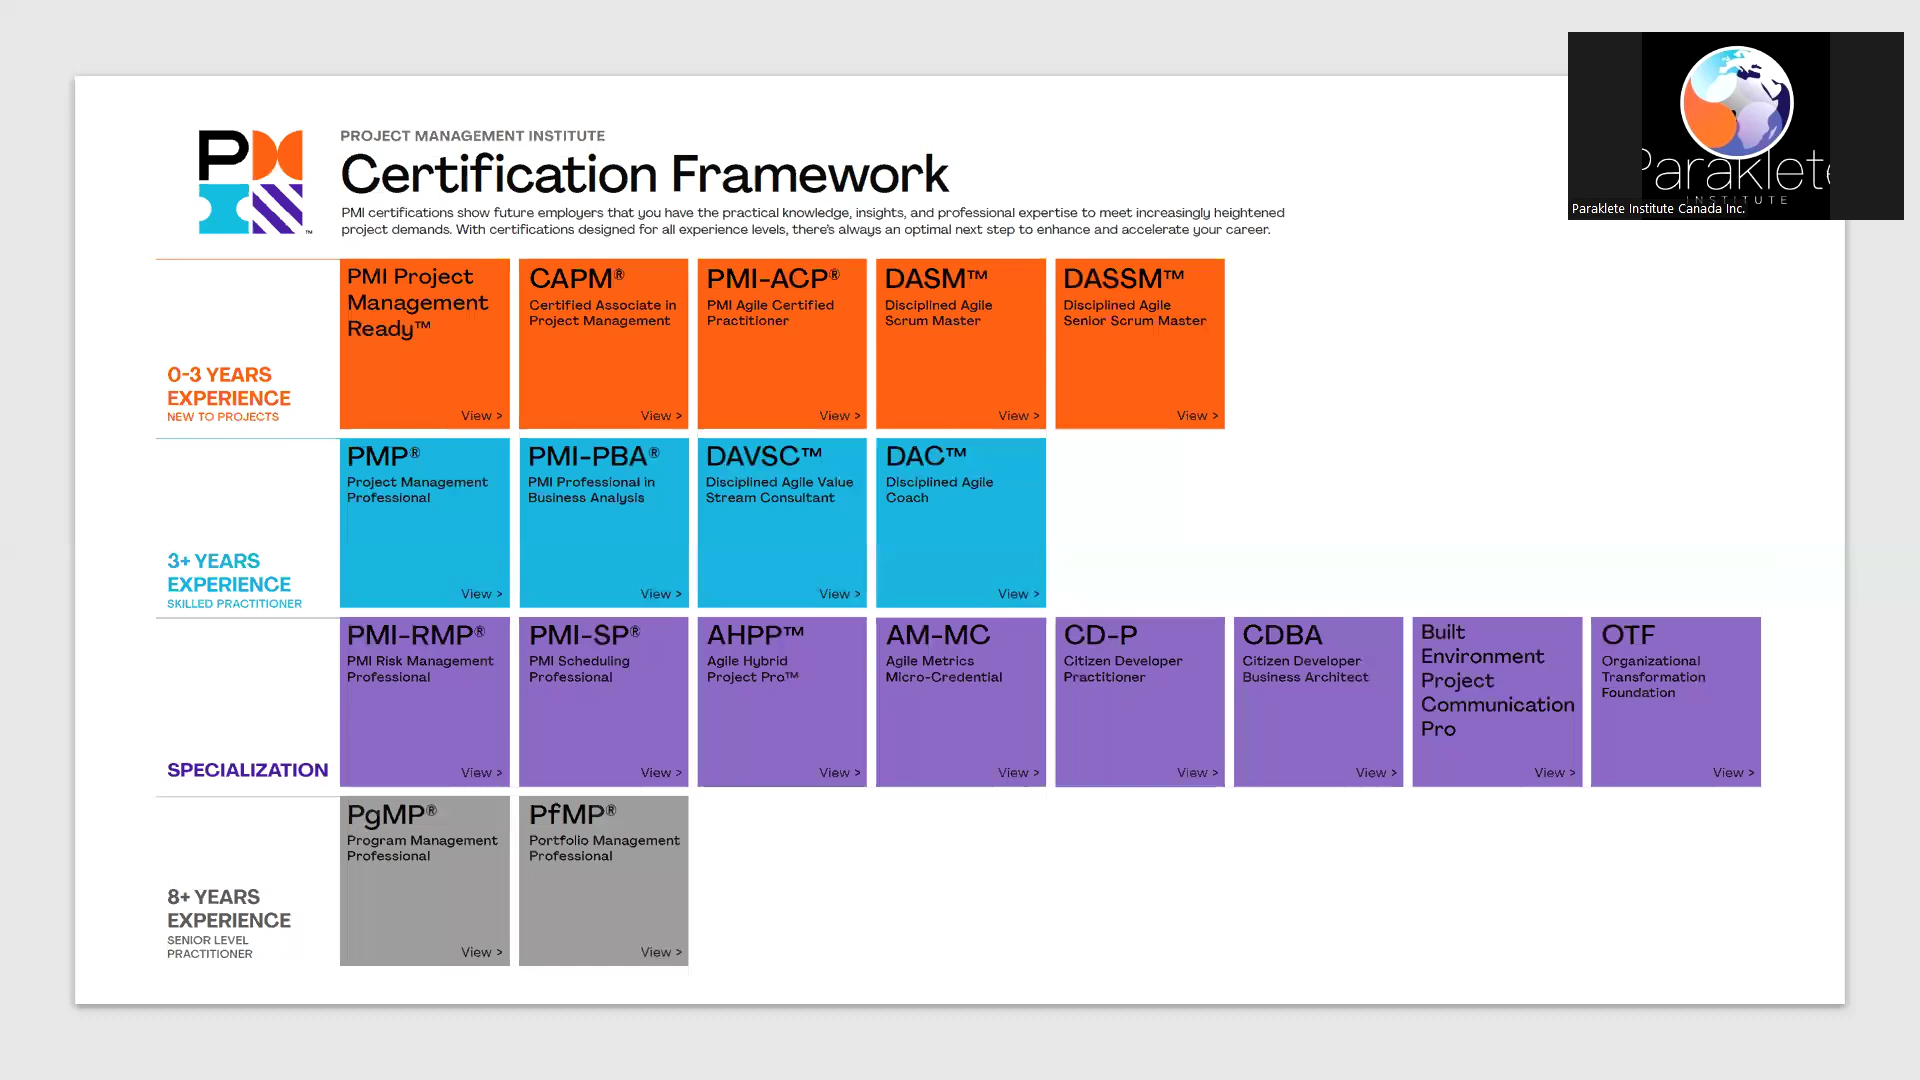 PROJECT MANAGEMENT INSTITUTE
Certification Framework
PMI certifications show future employers that you have the practical knowledge, insights, and professional expertise to meet increasingly heightened
project demands. With certifications designed for all experience levels, there's always an optimal next step to enhance and accelerate your career.
P
™
Paraklete
INSTITUTE
Paraklete Institute Canada Inc.
0-3 YEARS
EXPERIENCE
NEW TO PROJECTS
PMI Project
Management
Ready™
View >
CAPM®
Certified Associate in
Project Management
View >
PMI-ACP®
PMI Agile Certified
Practitioner
View >
DASM™
Disciplined Agile
Scrum Master
View >
DASSM™
Disciplined Agile
Senior Scrum Master
View >
3+ YEARS
EXPERIENCE
SKILLED PRACTITIONER
PMP®
Project Management
Professional
View >
PMI-PBA®
PMI Professional in
Business Analysis
View >
DAVSC™
Disciplined Agile Value
Stream Consultant
View >
DAC™
Disciplined Agile
Coach
View >
SPECIALIZATION
PMI-RMP®
PMI Risk Management
Professional
View >
PMI-SP®
PMI Scheduling
Professional
View >
AHPP™
Agile Hybrid
Project Pro™
View >
AM-MC
Agile Metrics
Micro-Credential
View >
CD-P
Citizen Developer
Practitioner
View >
CDBA
Citizen Developer
Business Architect
View >
Built
Environment
Project
Communication
Pro
View >
OTF
Organizational
Transformation
Foundation
View >
8+ YEARS
EXPERIENCE
SENIOR LEVEL
PRACTITIONER
PgMP®
Program Management
Professional
View >
PfMP®
Portfolio Management
Professional
View >